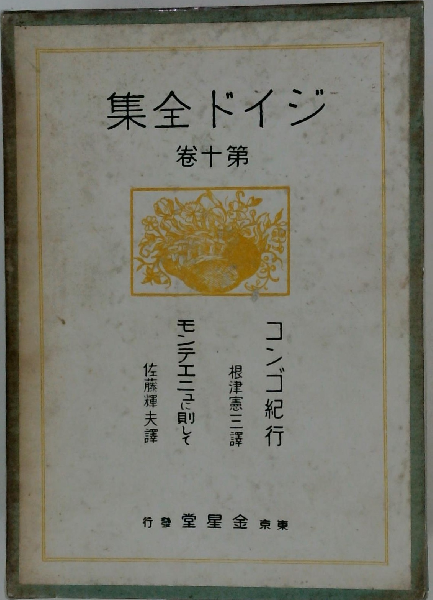 ジイド全集
第十卷
コンゴ紀行
根津憲三譯
モンテエニュに則して
佐藤輝夫譯
東京 金星堂 發行